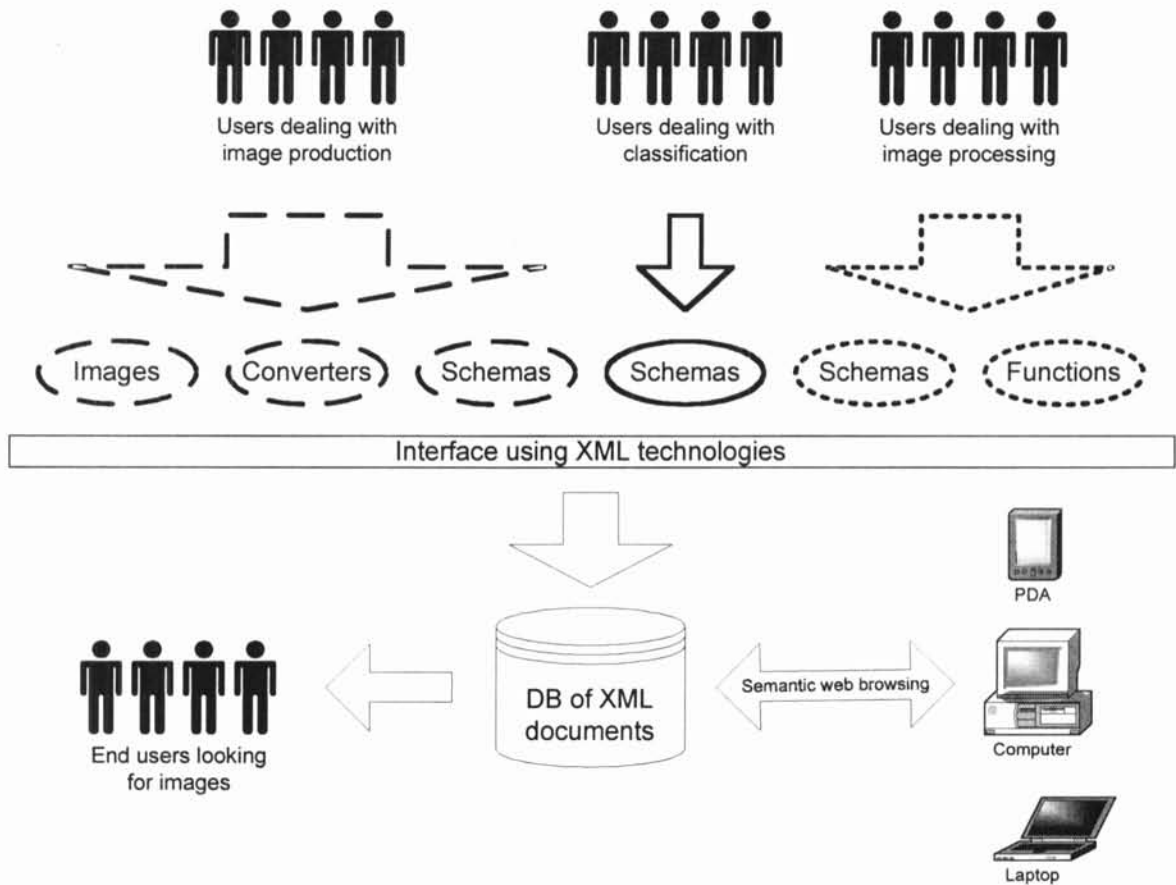 Users dealing with
image production
Users dealing with
classification
Users dealing with
image processing
Images
Converters
Schemas
Schemas
Schemas
Functions
Interface using XML technologies
PDA
Semantic web browsing
DB of XML
documents
Computer
End users looking
for images
Laptop